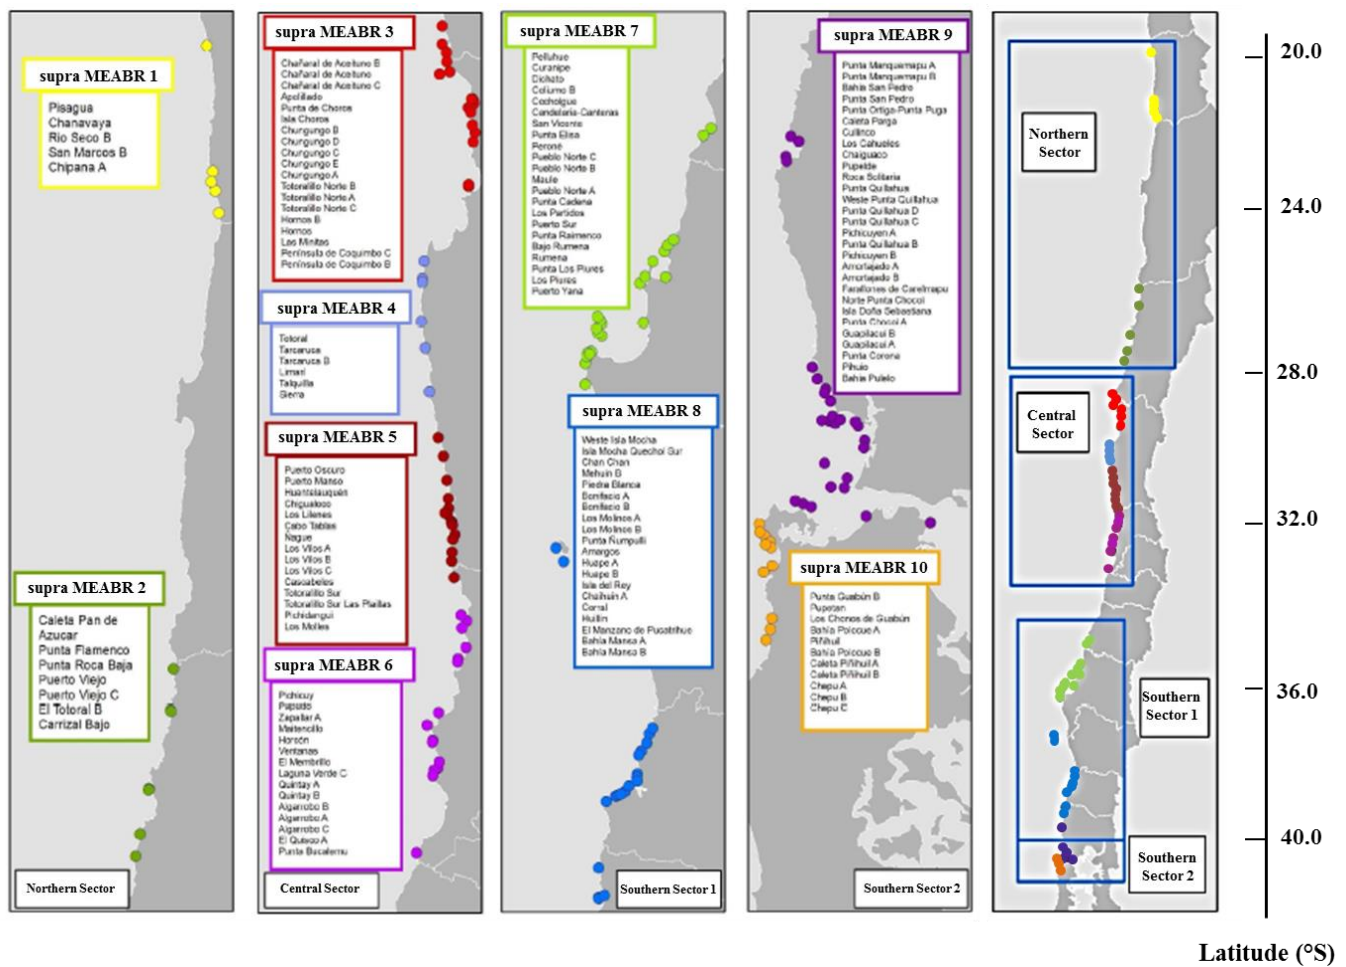 supra MEABR 1
Pisagua
Chanavaya
Rio Seco B
San Marcos B
Chipana A
supra MEABR 2
Caleta Pan de
Azucar
Punta Flamenco
Punta Roca Baja
Puerto Viejo
Puerto Viejo C
El Totoral B
Carrizal Bajo
Northern Sector
supra MEABR 3
Chañaral de Aceituno B
Chañaral de Aceituno
Chañaral de Aceituno C
Apolillado
Punta de Choros
Isla Choros
Chungungo B
Chungungo D
Chungungo C
Chungungo E
Chungungo A
Totoralillo Norte B
Totoralillo Norte A
Totoralillo Norte C
Hornos B
Hornos
Las Minitas
Península de Coquimbo C
Península de Coquimbo B
supra MEABR 4
Totoral
Tarcaruca
Tarcaruca B
Limarí
Talquilla
Sierra
supra MEABR 5
Puerto Oscuro
Puerto Manso
Huantelauquén
Chigualoco
Los Lilenes
Cabo Tablas
Ñague
Los Vilos A
Los Vilos B
Los Vilos C
Cascabeles
Totoralillo Sur
Totoralillo Sur Las Plaillas
Pichidangui
Los Molles
supra MEABR 6
Pichicuy
Papudo
Zapallar A
Maitencillo
Horcón
Ventanas
El Membrillo
Laguna Verde C
Quintay A
Quintay B
Algarrobo B
Algarrobo A
Algarrobo C
El Quisco A
Punta Bucalemu
Central Sector
supra MEABR 7
Pelluhue
Curanipe
Dichato
Coliumo B
Cocholgue
Candelaria-Canteras
San Vicente
Punta Elisa
Perone
Pueblo Norte C
Pueblo Norte B
Maule
Pueblo Norte A
Punta Cadena
Los Partidos
Puerto Sur
Punta Raimenco
Bajo Rumena
Rumena
Punta Los Piures
Los Piures
Puerto Yana
supra MEABR 8
Weste Isla Mocha
Isla Mocha Quechol Sur
Chan Chan
Mehuin B
Piedra Blanca
Bonifacio A
Bonifacio B
Los Molinos A
Los Molinos B
Punta Ñumpulli
Amargos
Huape A
Huape B
Isla del Rey
Chaihuin A
Corral
Huillin
El Manzano de Pucatrihue
Bahía Mansa A
Bahía Mansa B
Southern Sector 1
supra MEABR 9
Punta Manquemapu A
Punta Manquemapu B
Bahía San Pedro
Punta San Pedro
Punta Ortiga-Punta Puga
Caleta Parga
Cullinco
Los Cahueles
Chaiguaco
Pupelde
Roca Solitaria
Punta Quillahua
Weste Punta Quillahua
Punta Quillahua D
Punta Quillahua C
Pichicuyen A
Punta Quillahua B
Pichicuyen B
Amortajado A
Amortajado B
Farallones de Carelmapu
Norte Punta Chocoi
Isla Doña Sebastiana
Punta Chocoi A
Guapilacui B
Guapilacui A
Punta Corona
Pihuio
Bahía Pulelo
supra MEABR 10
Punta Guabún B
Pupetan
Los Chonos de Guabún
Bahía Polocue A
Piñihuil
Bahía Polocue B
Caleta Piñihuil A
Caleta Piñihuil B
Chepu A
Chepu B
Chepu C
Southern Sector 2
Northern
Sector
Central
Sector
Southern
Sector 1
Southern
Sector 2
20.0
24.0
28.0
32.0
36.0
40.0
Latitude (°S)